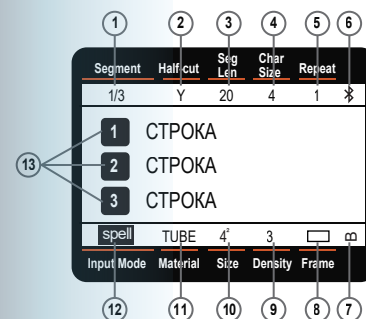 1 2 3 4 5 6
Segment Half-cut Seg Len Char Size Repeat
1/3 Y 20 4 1
1 СТРОКА
13
2 СТРОКА
3 СТРОКА
spell TUBE 4² 3 B
Input Mode Material Size Density Frame
12 11 10 9 8 7